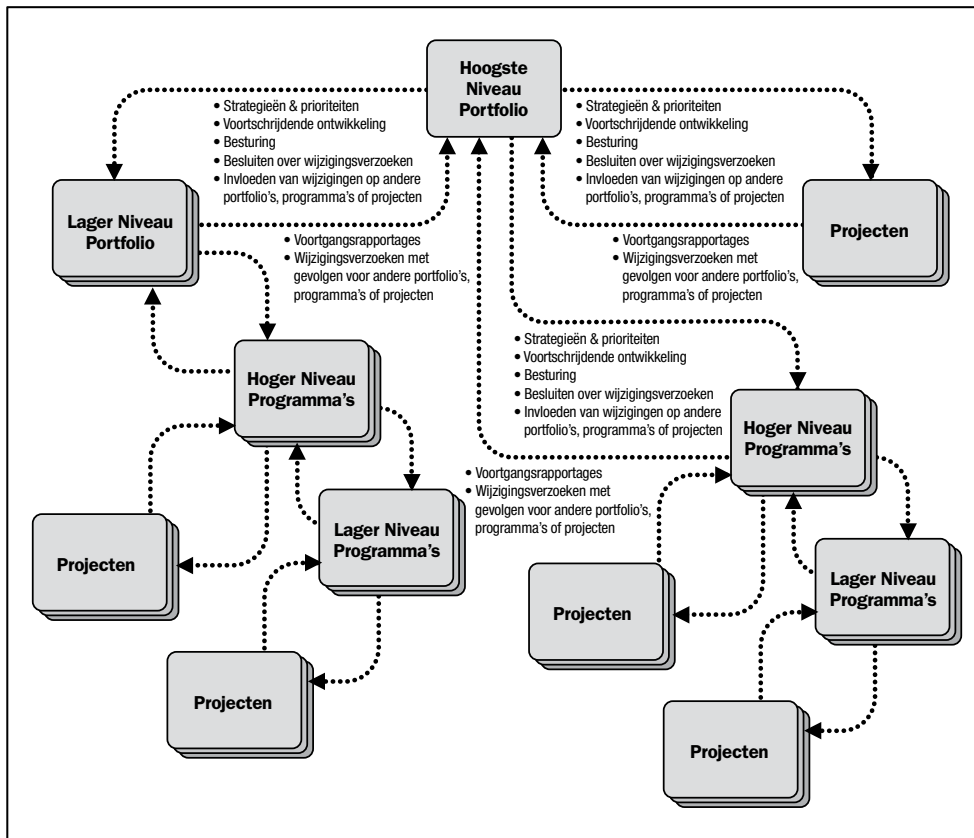 Hoogste
Niveau
Portfolio
• Strategieën & prioriteiten
• Voortschrijdende ontwikkeling
• Besturing
• Besluiten over wijzigingsverzoeken
• Invloeden van wijzigingen op andere
portfolio's, programma's of projecten
• Strategieën & prioriteiten
• Voortschrijdende ontwikkeling
• Besturing
• Besluiten over wijzigingsverzoeken
• Invloeden van wijzigingen op andere
portfolio's, programma's of projecten
Lager Niveau
Portfolio
Projecten
• Voortgangsrapportages
• Wijzigingsverzoeken met
gevolgen voor andere portfolio's,
programma's of projecten
• Voortgangsrapportages
• Wijzigingsverzoeken met
gevolgen voor andere portfolio's,
programma's of projecten
• Strategieën & prioriteiten
• Voortschrijdende ontwikkeling
• Besturing
• Besluiten over wijzigingsverzoeken
• Invloeden van wijzigingen op andere
portfolio's, programma's of projecten
Hoger Niveau
Programma's
Hoger Niveau
Programma's
• Voortgangsrapportages
• Wijzigingsverzoeken met
gevolgen voor andere portfolio's,
programma's of projecten
Lager Niveau
Programma's
Projecten
Lager Niveau
Programma's
Projecten
Projecten
Projecten